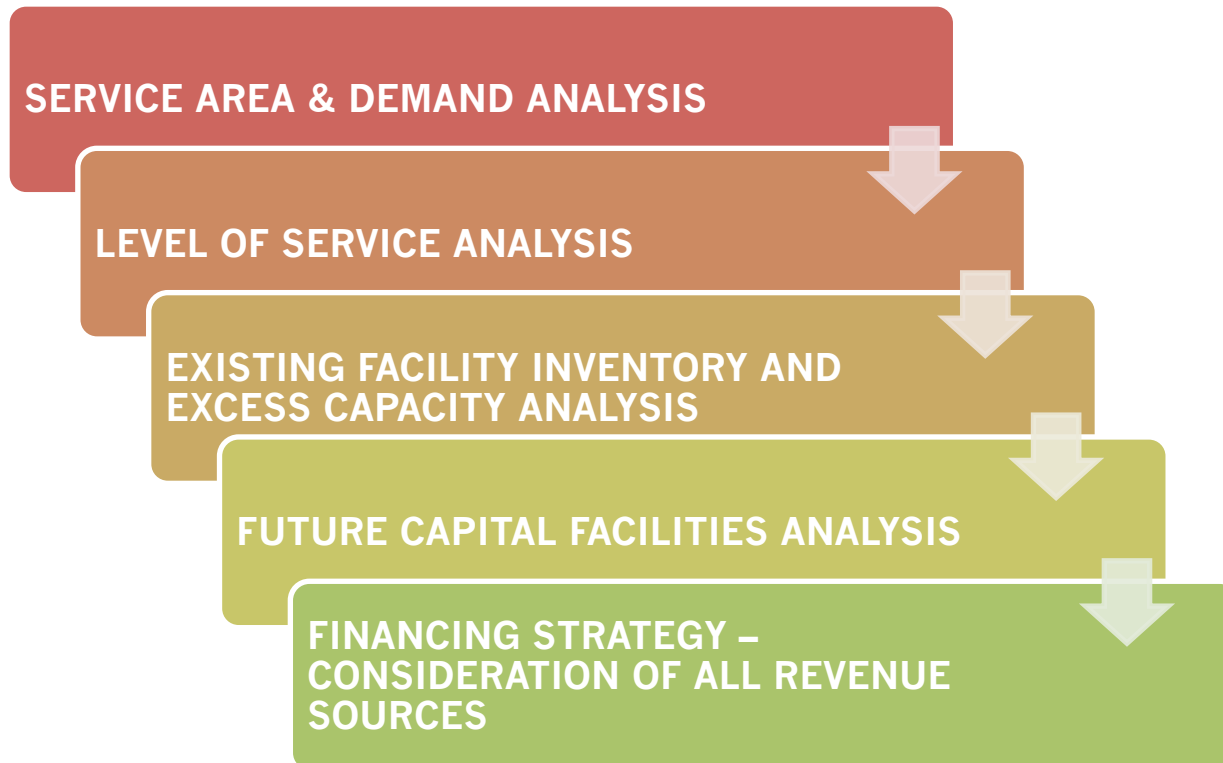 SERVICE AREA & DEMAND ANALYSIS
LEVEL OF SERVICE ANALYSIS
EXISTING FACILITY INVENTORY AND
EXCESS CAPACITY ANALYSIS
FUTURE CAPITAL FACILITIES ANALYSIS
FINANCING STRATEGY –
CONSIDERATION OF ALL REVENUE
SOURCES